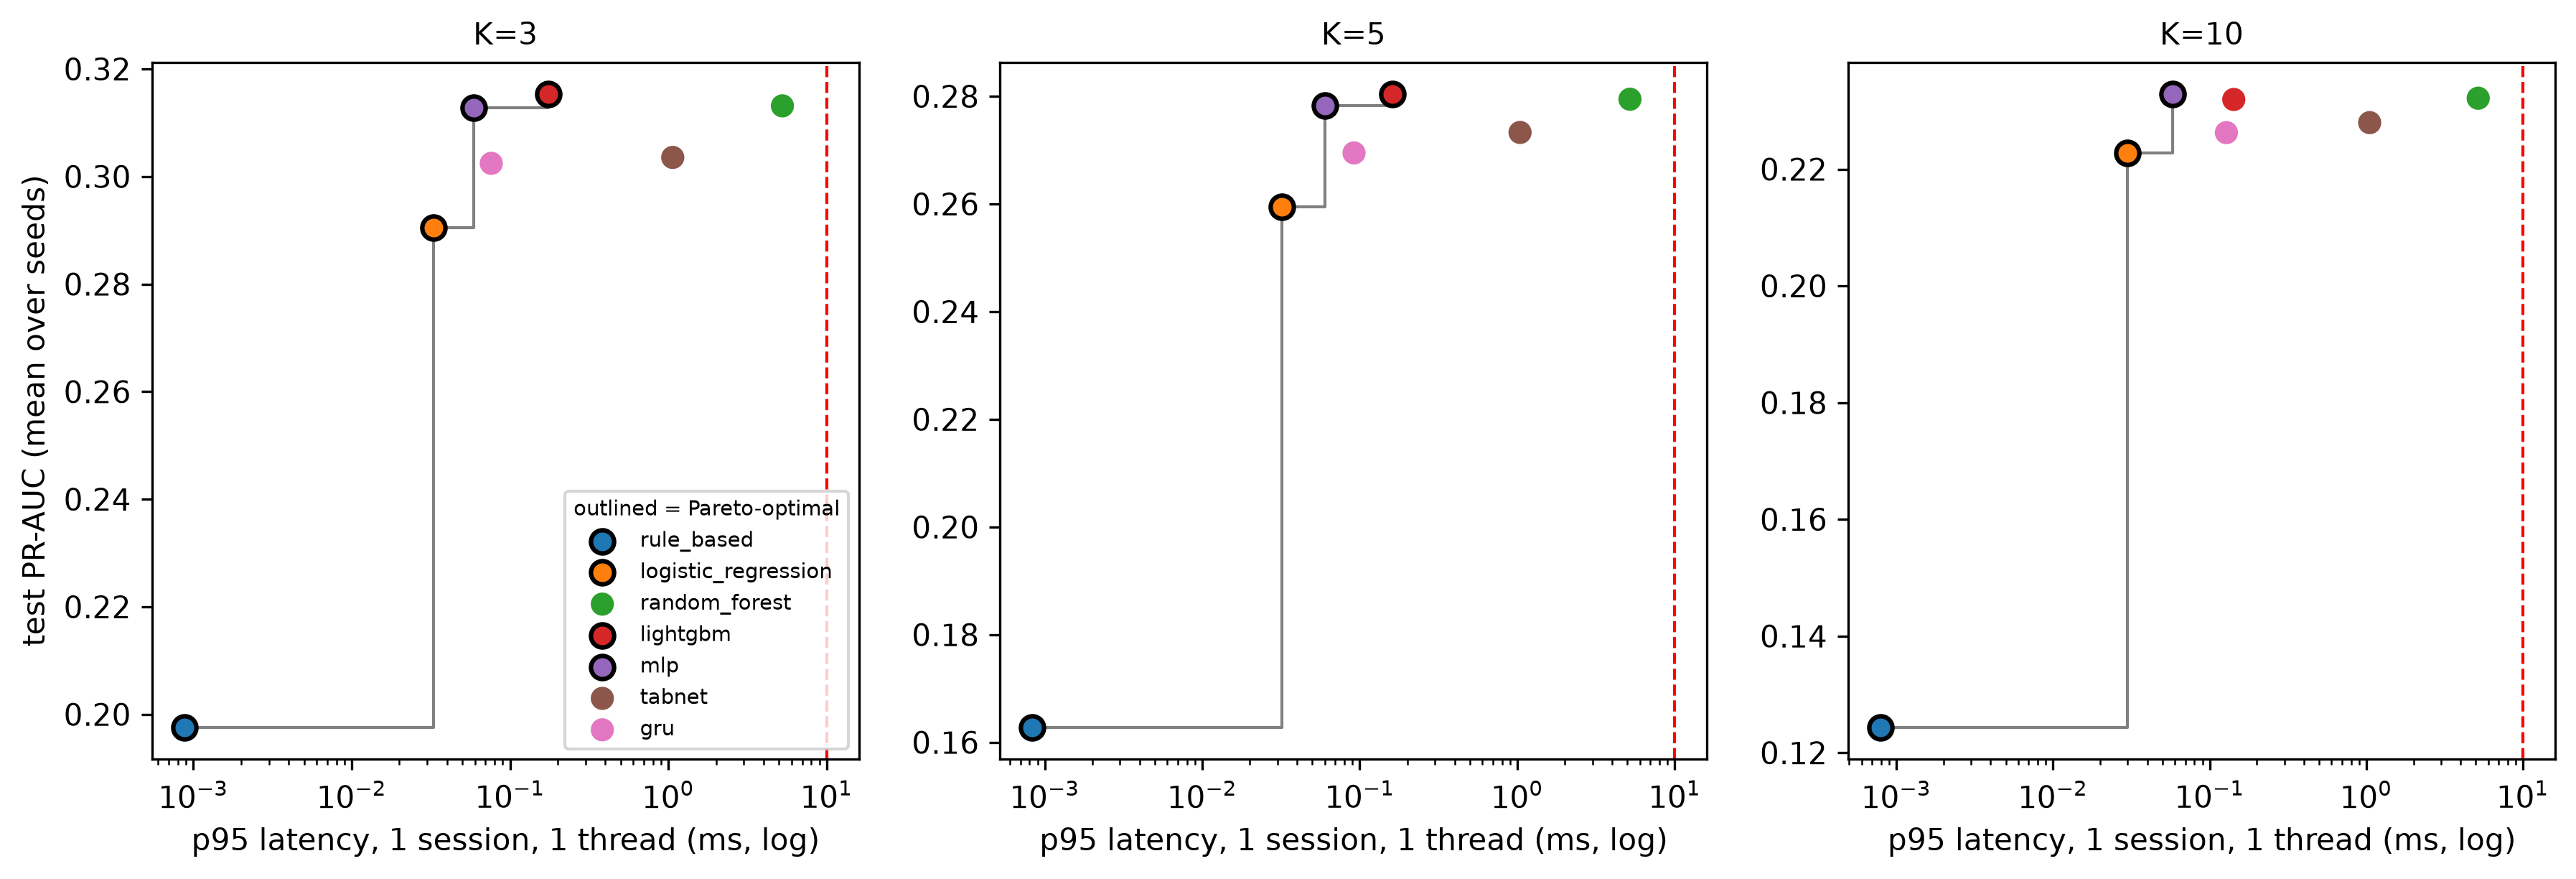 K=3
0.32
0.30
0.28
0.26
0.24
0.22
0.20
test PR-AUC (mean over seeds)
outlined = Pareto-optimal
rule_based
logistic_regression
random_forest
lightgbm
mlp
tabnet
gru
10⁻³ 10⁻² 10⁻¹ 10⁰ 10¹
p95 latency, 1 session, 1 thread (ms, log)
K=5
0.28
0.26
0.24
0.22
0.20
0.18
0.16
10⁻³ 10⁻² 10⁻¹ 10⁰ 10¹
p95 latency, 1 session, 1 thread (ms, log)
K=10
0.22
0.20
0.18
0.16
0.14
0.12
10⁻³ 10⁻² 10⁻¹ 10⁰ 10¹
p95 latency, 1 session, 1 thread (ms, log)